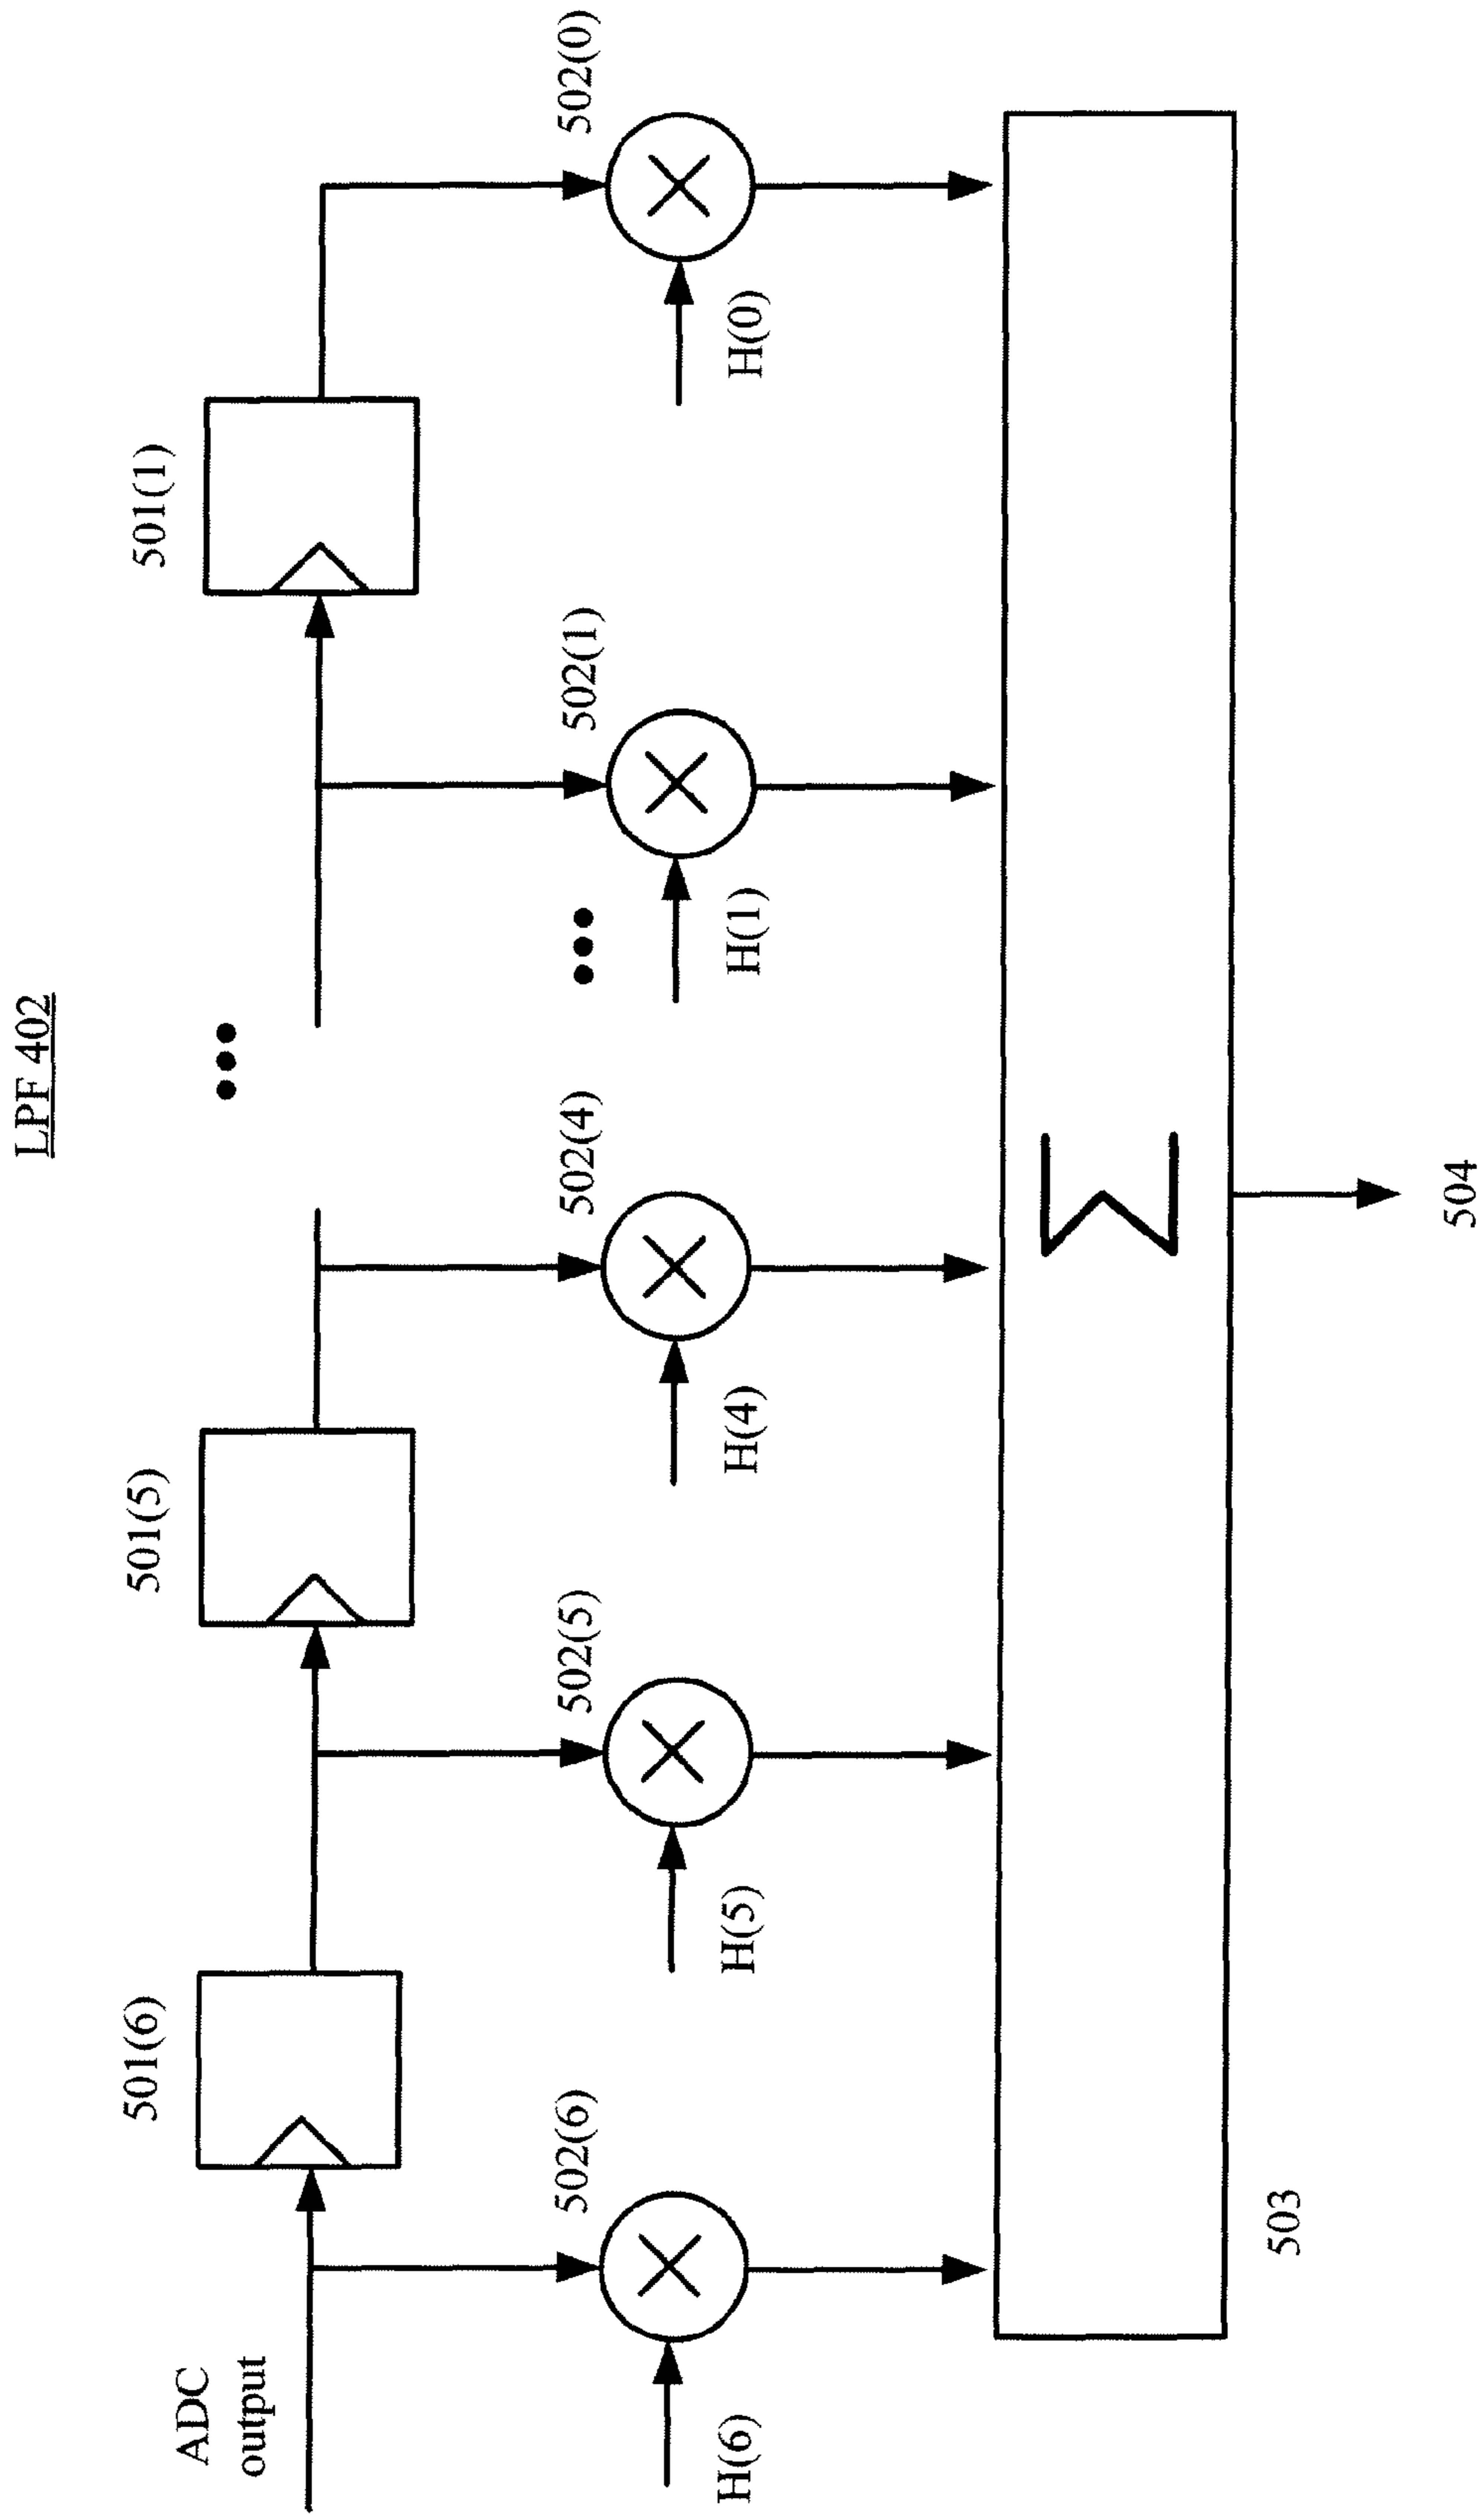 LPF 402
ADC
output
501(6)
501(5)
501(1)
502(6)
502(5)
502(4)
502(1)
502(0)
H(6)
H(5)
H(4)
H(1)
H(0)
Σ
503
504